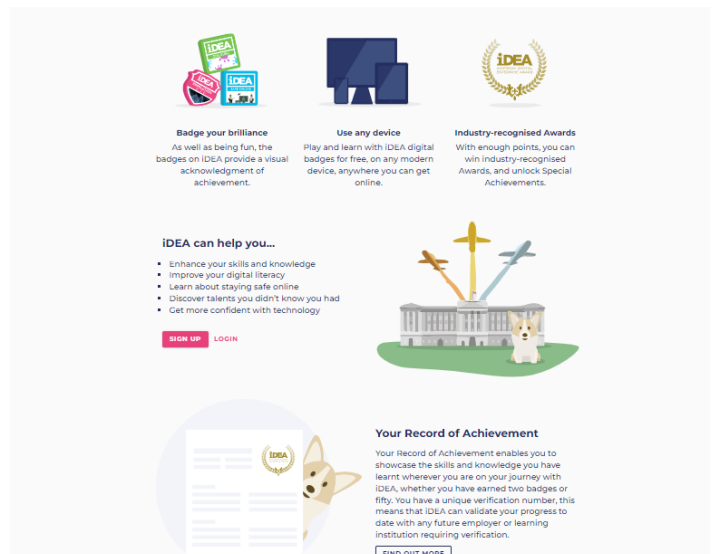 iDEA
iDEA
iDEA
iDEA
Badge your brilliance
As well as being fun, the
badges on iDEA provide a visual
acknowledgment of
achievement.
Use any device
Play and learn with iDEA digital
badges for free, on any modern
device, anywhere you can get
online.
Industry-recognised Awards
With enough points, you can
win industry-recognised
Awards, and unlock Special
Achievements.
iDEA can help you...
Enhance your skills and knowledge
Improve your digital literacy
Learn about staying safe online
Discover talents you didn’t know you had
Get more confident with technology
SIGN UP LOGIN
iDEA
Your Record of Achievement
Your Record of Achievement enables you to
showcase the skills and knowledge you have
learnt wherever you are on your journey with
iDEA, whether you have earned two badges or
fifty. You have a unique verification number, this
means that iDEA can validate your progress to
date with any future employer or learning
institution requiring verification.
FIND OUT MORE